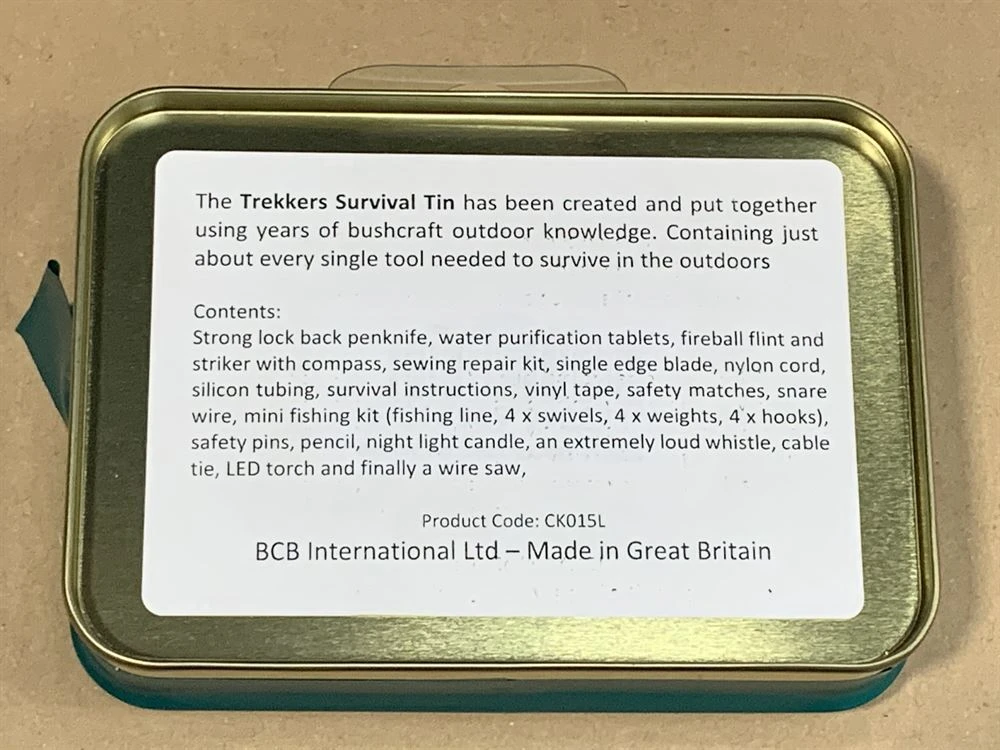 The Trekkers Survival Tin has been created and put together
using years of bushcraft outdoor knowledge. Containing just
about every single tool needed to survive in the outdoors
Contents:
Strong lock back penknife, water purification tablets, fireball flint and
striker with compass, sewing repair kit, single edge blade, nylon cord,
silicon tubing, survival instructions, vinyl tape, safety matches, snare
wire, mini fishing kit (fishing line, 4 x swivels, 4 x weights, 4 x hooks),
safety pins, pencil, night light candle, an extremely loud whistle, cable
tie, LED torch and finally a wire saw,
Product Code: CK015L
BCB International Ltd – Made in Great Britain